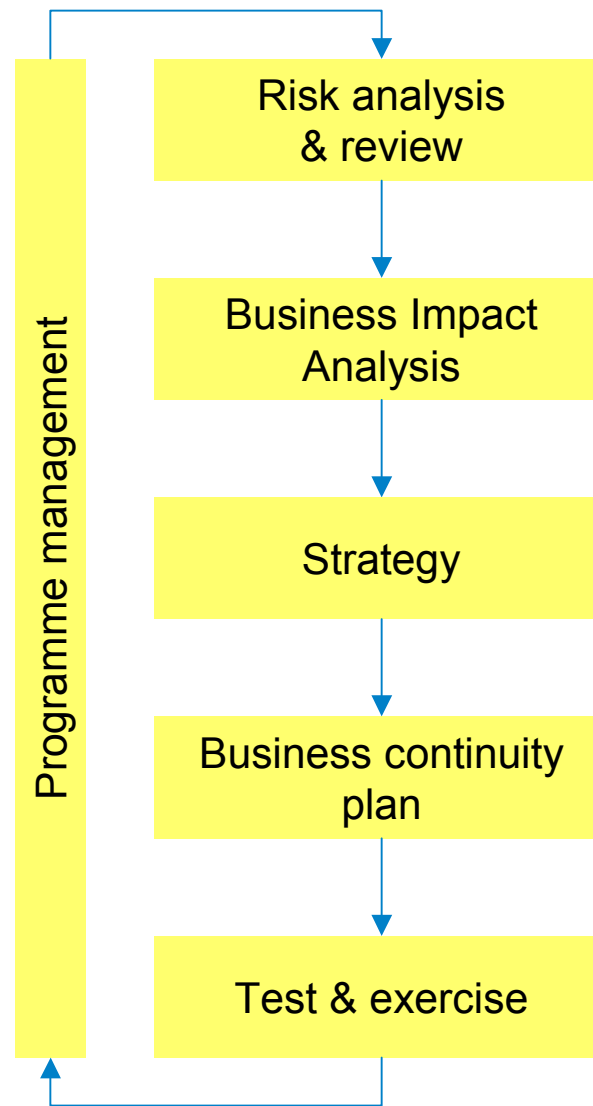 Programme management
Risk analysis
& review
Business Impact
Analysis
Strategy
Business continuity
plan
Test & exercise